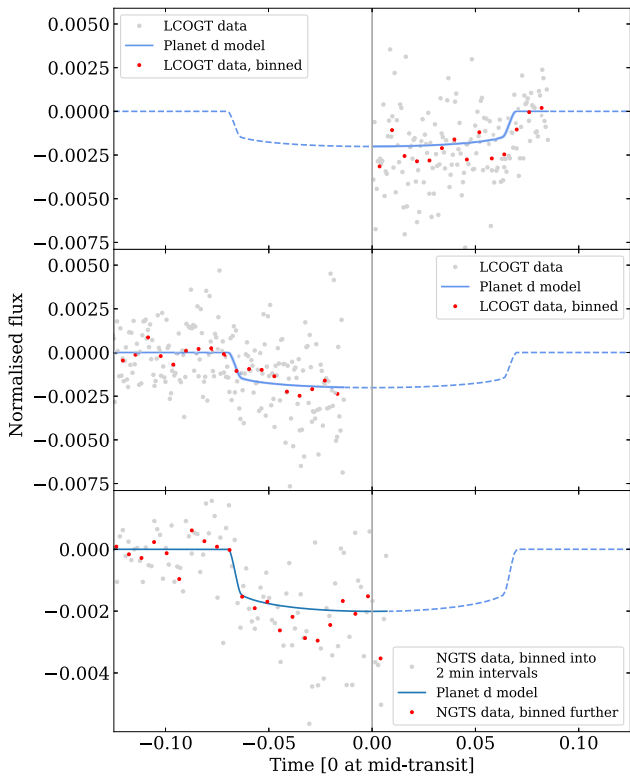 0.0050
0.0025
0.0000
−0.0025
−0.0050
−0.0075
LCOGT data
Planet d model
LCOGT data, binned
Normalised flux
0.0050
0.0025
0.0000
−0.0025
−0.0050
−0.0075
LCOGT data
Planet d model
LCOGT data, binned
0.000
−0.002
−0.004
NGTS data, binned into
2 min intervals
Planet d model
NGTS data, binned further
−0.10
−0.05
0.00
0.05
0.10
Time [0 at mid-transit]